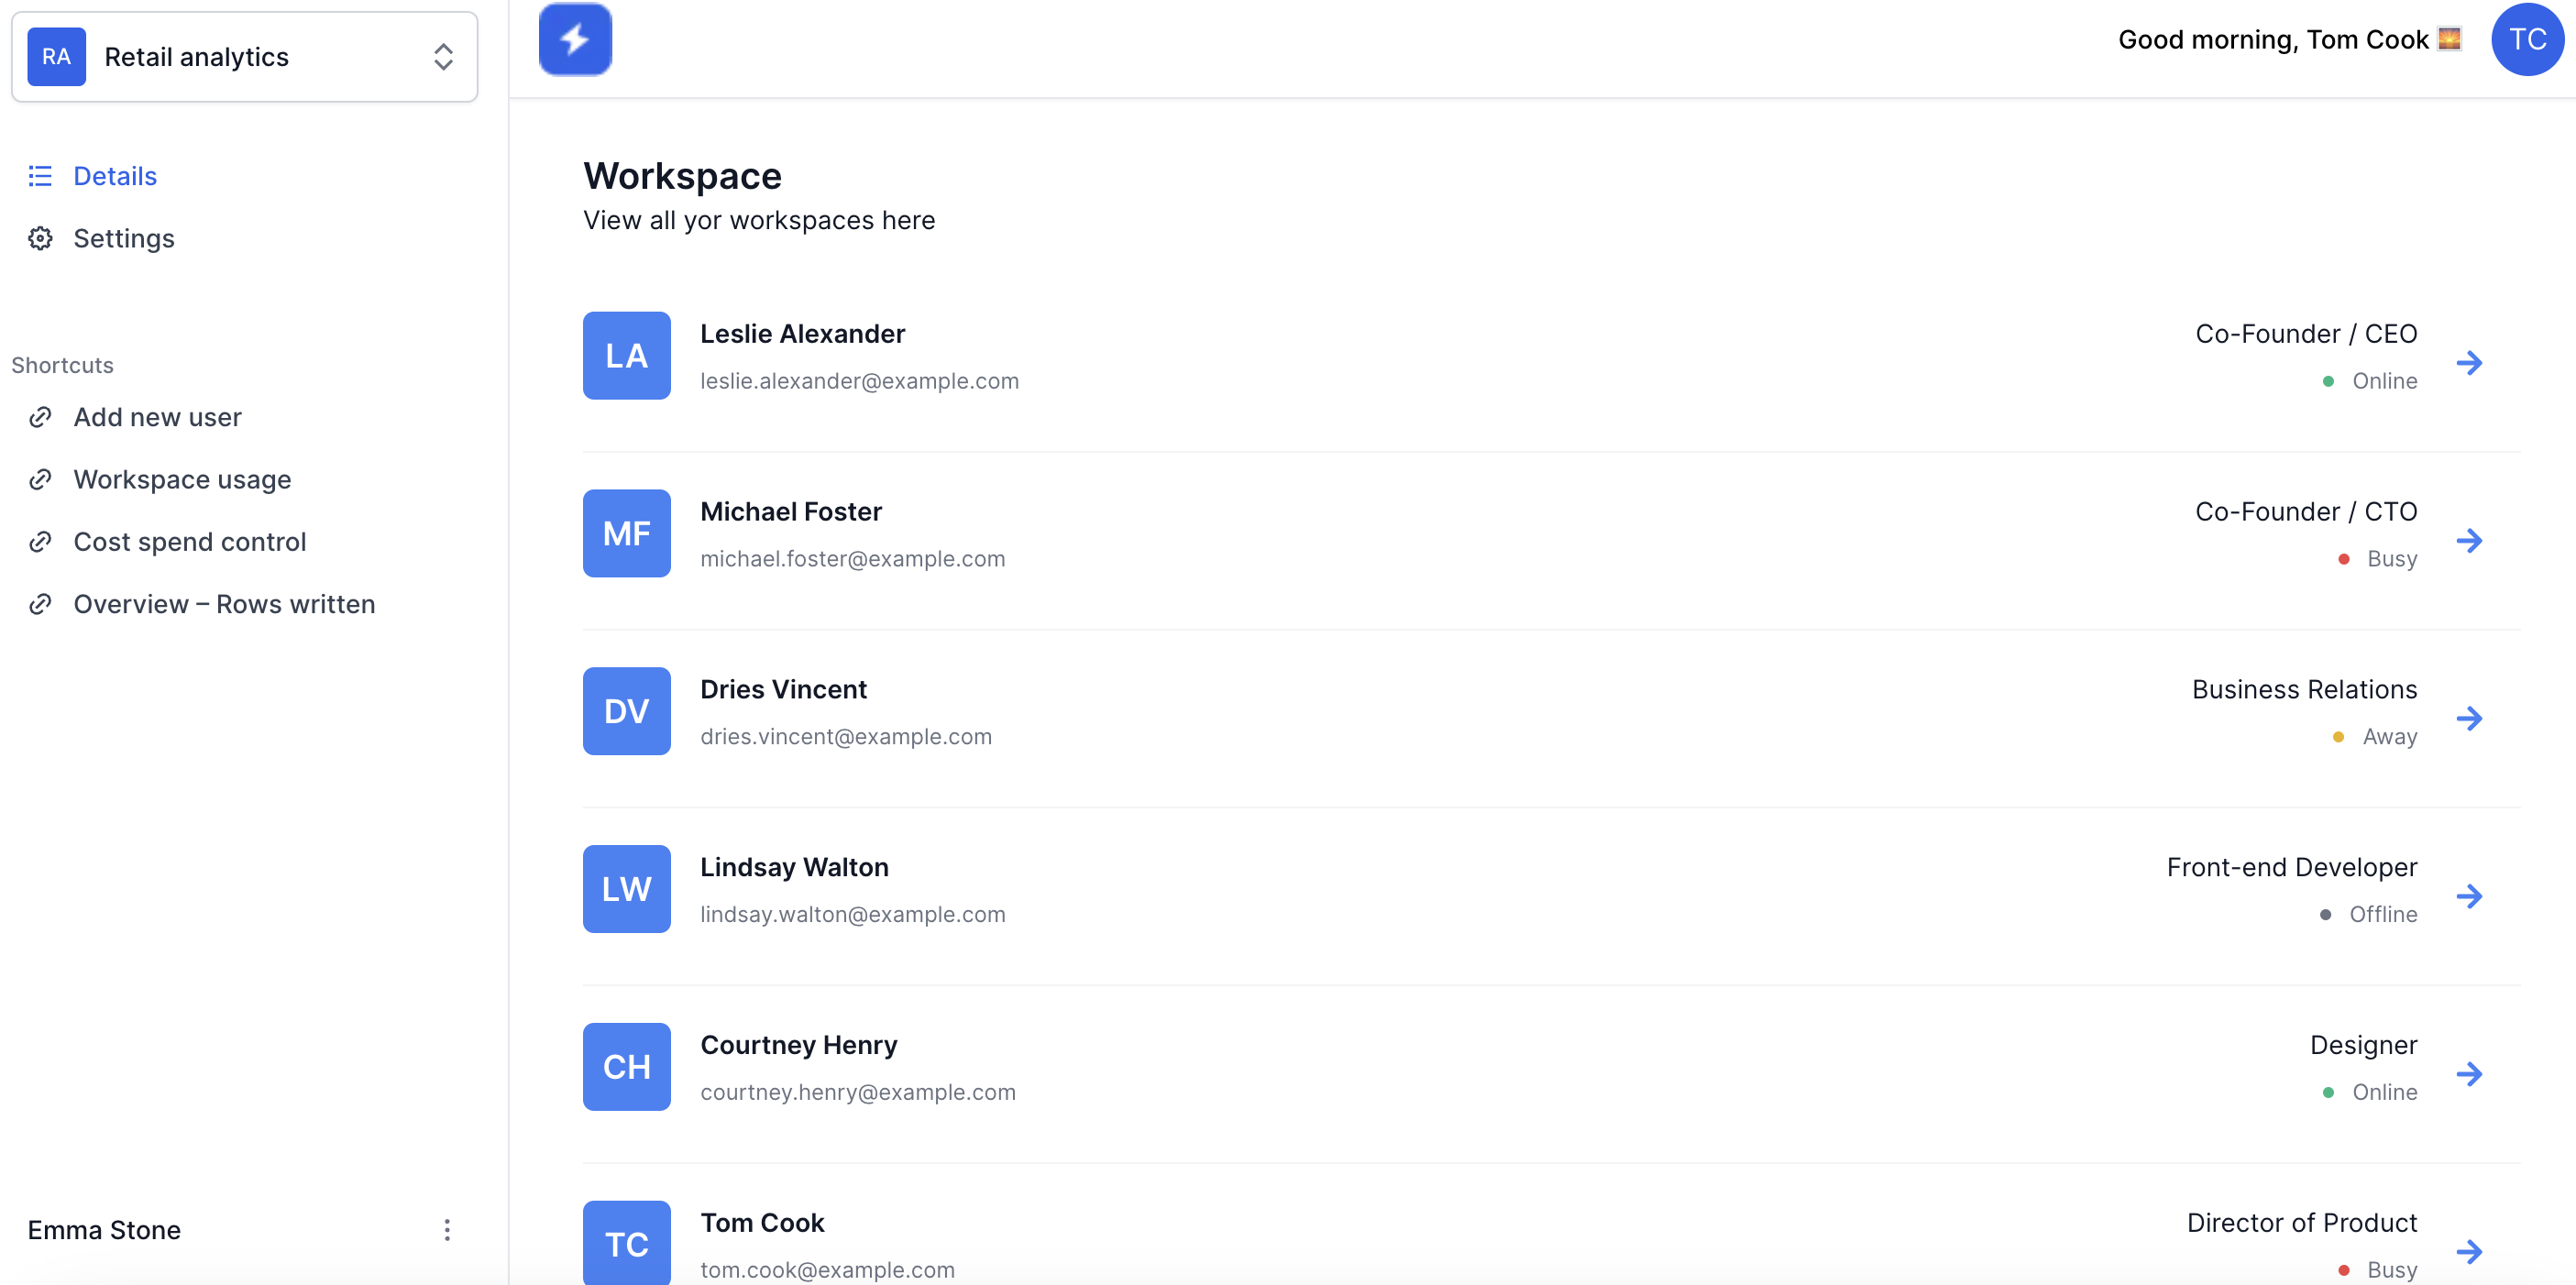 RA Retail analytics
Good morning, Tom Cook
TC
Details
Settings
Shortcuts
Add new user
Workspace usage
Cost spend control
Overview – Rows written
Emma Stone
Workspace
View all yor workspaces here
LA
Leslie Alexander
leslie.alexander@example.com
Co-Founder / CEO
Online
MF
Michael Foster
michael.foster@example.com
Co-Founder / CTO
Busy
DV
Dries Vincent
dries.vincent@example.com
Business Relations
Away
LW
Lindsay Walton
lindsay.walton@example.com
Front-end Developer
Offline
CH
Courtney Henry
courtney.henry@example.com
Designer
Online
TC
Tom Cook
tom.cook@example.com
Director of Product
Busy